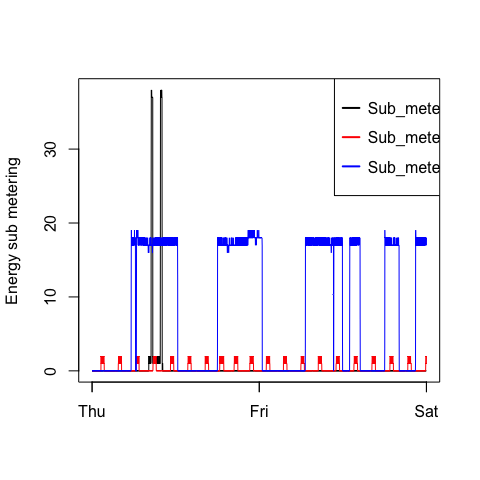 Energy sub metering
30
20
10
0
Sub_mete
Sub_mete
Sub_mete
Thu Fri Sat